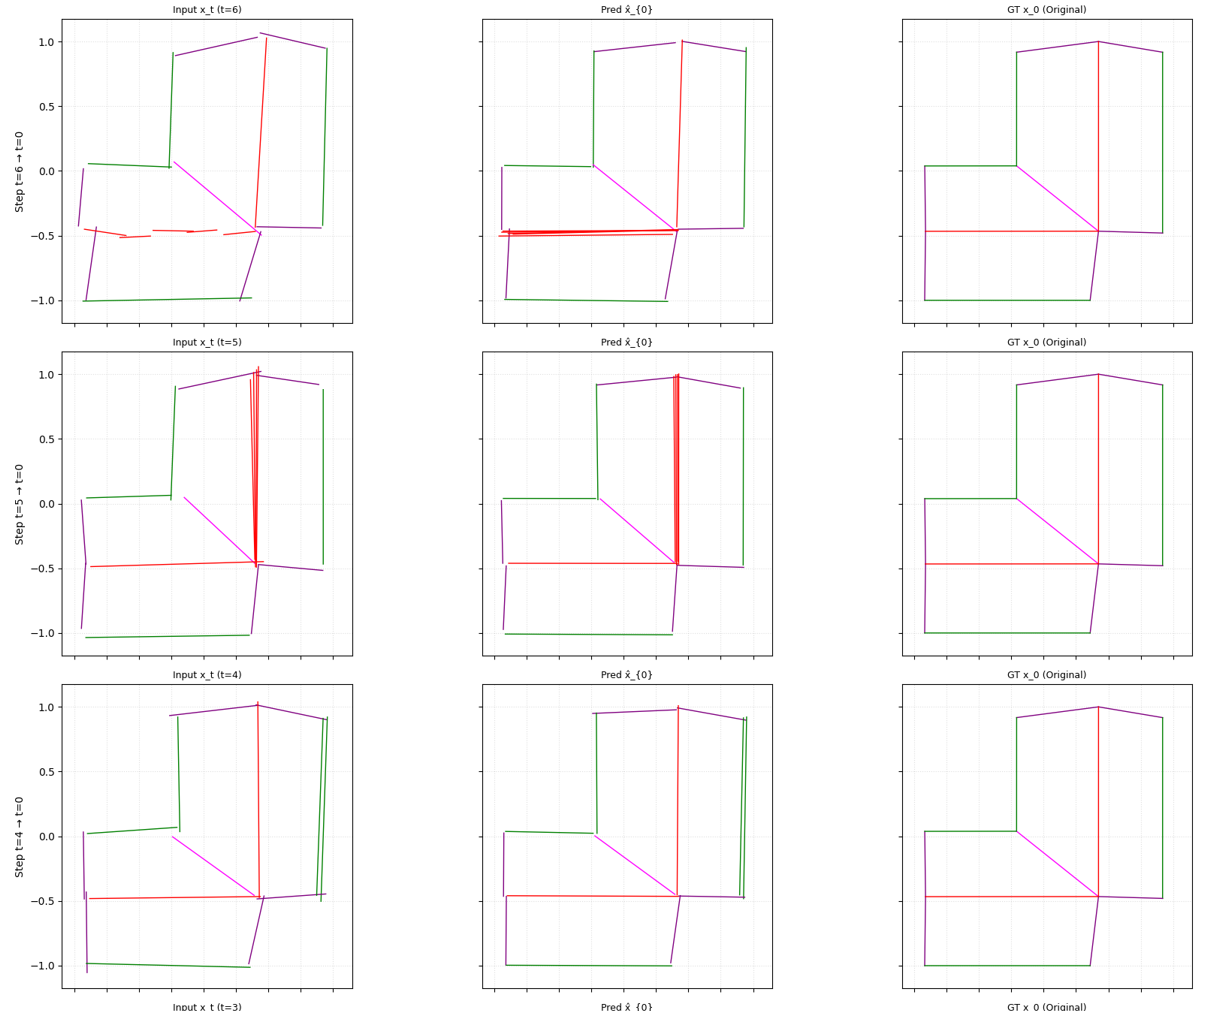 Input x_t (t=6)
Pred x̂_{0}
GT x_0 (Original)
Step t=6 → t=0
1.0
0.5
0.0
−0.5
−1.0
Input x_t (t=5)
Pred x̂_{0}
GT x_0 (Original)
Step t=5 → t=0
1.0
0.5
0.0
−0.5
−1.0
Input x_t (t=4)
Pred x̂_{0}
GT x_0 (Original)
Step t=4 → t=0
1.0
0.5
0.0
−0.5
−1.0
Input x_t (t=3)
Pred x̂_{0}
GT x_0 (Original)